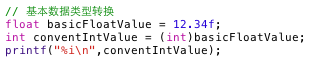 // 基本数据类型转换
float basicFloatValue = 12.34f;
int conventIntValue = (int)basicFloatValue;
printf("%i\n",conventIntValue);